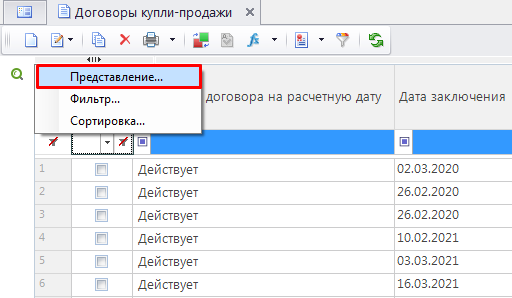 Договоры купли-продажи
Представление...
Фильтр...
Сортировка...
договора на расчетную дату
Дата заключения
1 Действует 02.03.2020
2 Действует 26.02.2020
3 Действует 26.02.2020
4 Действует 10.02.2021
5 Действует 03.03.2021
6 Действует 16.03.2021